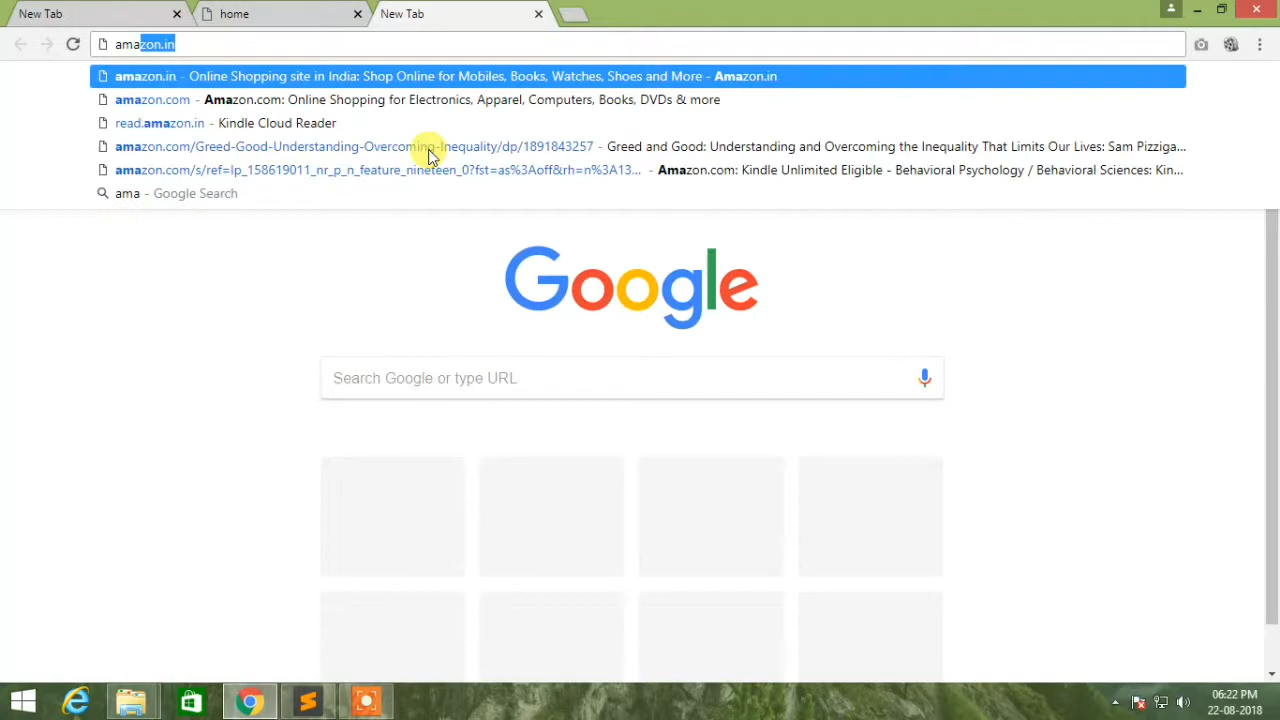 New Tab
home
New Tab
amazon.in
amazon.in - Online Shopping site in India: Shop Online for Mobiles, Books, Watches, Shoes and More - Amazon.in
amazon.com - Amazon.com: Online Shopping for Electronics, Apparel, Computers, Books, DVDs & more
read.amazon.in - Kindle Cloud Reader
amazon.com/Greed-Good-Understanding-Overcoming-Inequality/dp/1891843257 - Greed and Good: Understanding and Overcoming the Inequality That Limits Our Lives: Sam Pizziga...
amazon.com/s/ref=lp_158619011_nr_p_n_feature_nineteen_0?fst=as%3Aoff&rh=n%3A13... - Amazon.com: Kindle Unlimited Eligible - Behavioral Psychology / Behavioral Sciences: Kin...
ama - Google Search
Google
Search Google or type URL
06:22 PM
22-08-2018